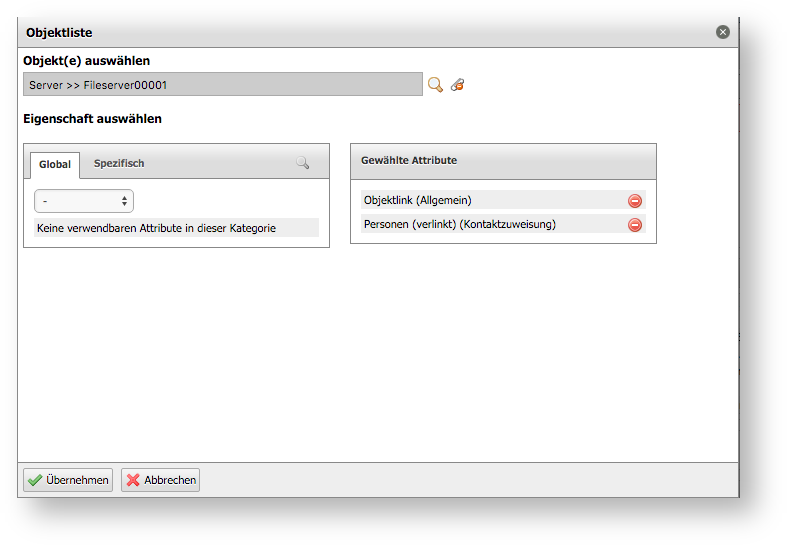 Objektliste
Objekt(e) auswählen
Server >> Fileserver00001
Eigenschaft auswählen
Global Spezifisch
-
Keine verwendbaren Attribute in dieser Kategorie
Gewählte Attribute
Objektlink (Allgemein)
Personen (verlinkt) (Kontaktzuweisung)
Übernehmen Abbrechen